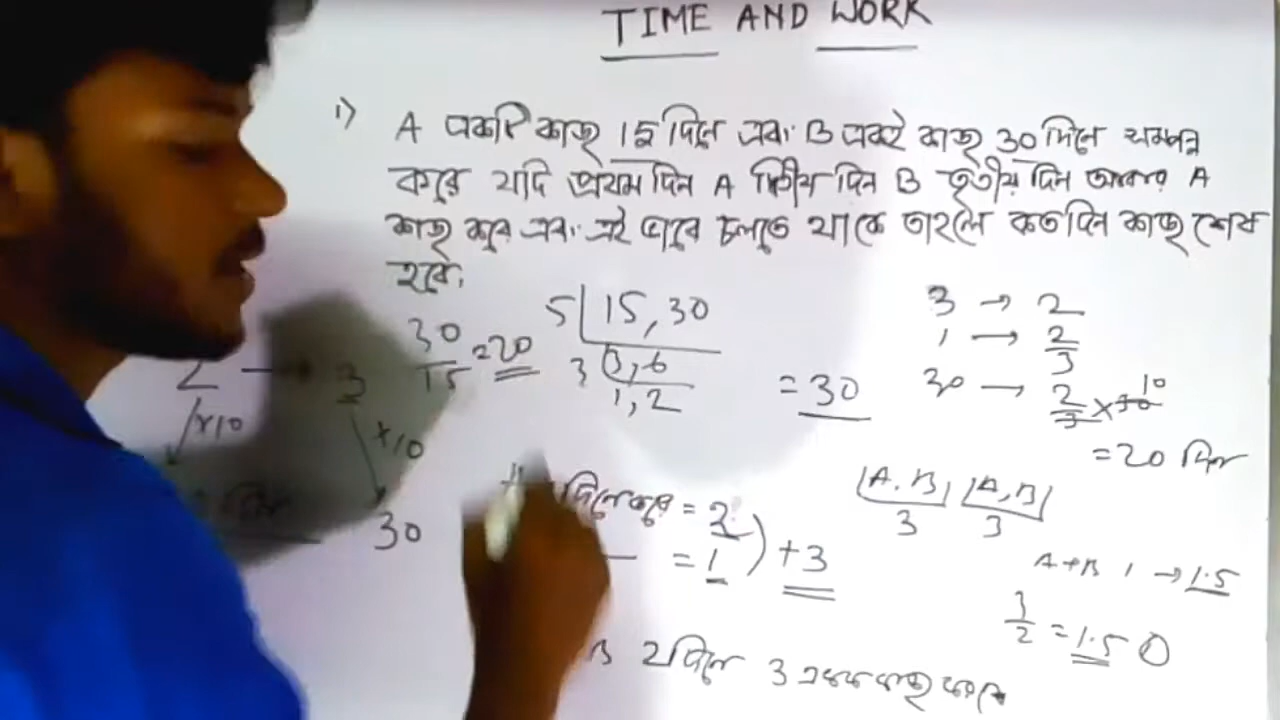 TIME AND WORK
1) A একটি কাজ 15 দিনে এবং B একই কাজ 30 দিনে সম্পন্ন
করে যদি প্রথম দিন A দ্বিতীয় দিন B তৃতীয় দিন আবার A
কাজ করে এবং এই ভাবে চলতে থাকে তাহলে কতদিন কাজ শেষ
হবে।
5 | 15, 30
3 | 3, 6
1, 2
= 30
30
15 = 20
2 → 3
×10 ×10
দিন 30
3 → 2
1 → 2/3
30 → 2/3 × 30 10
= 20 দিন
দিনে করে = 2
= 1 ) +3
A, B A, B
3 3
A+B 1 → 1.5
3/2 = 1.5
B 2 দিনে 3 একক কাজ করে